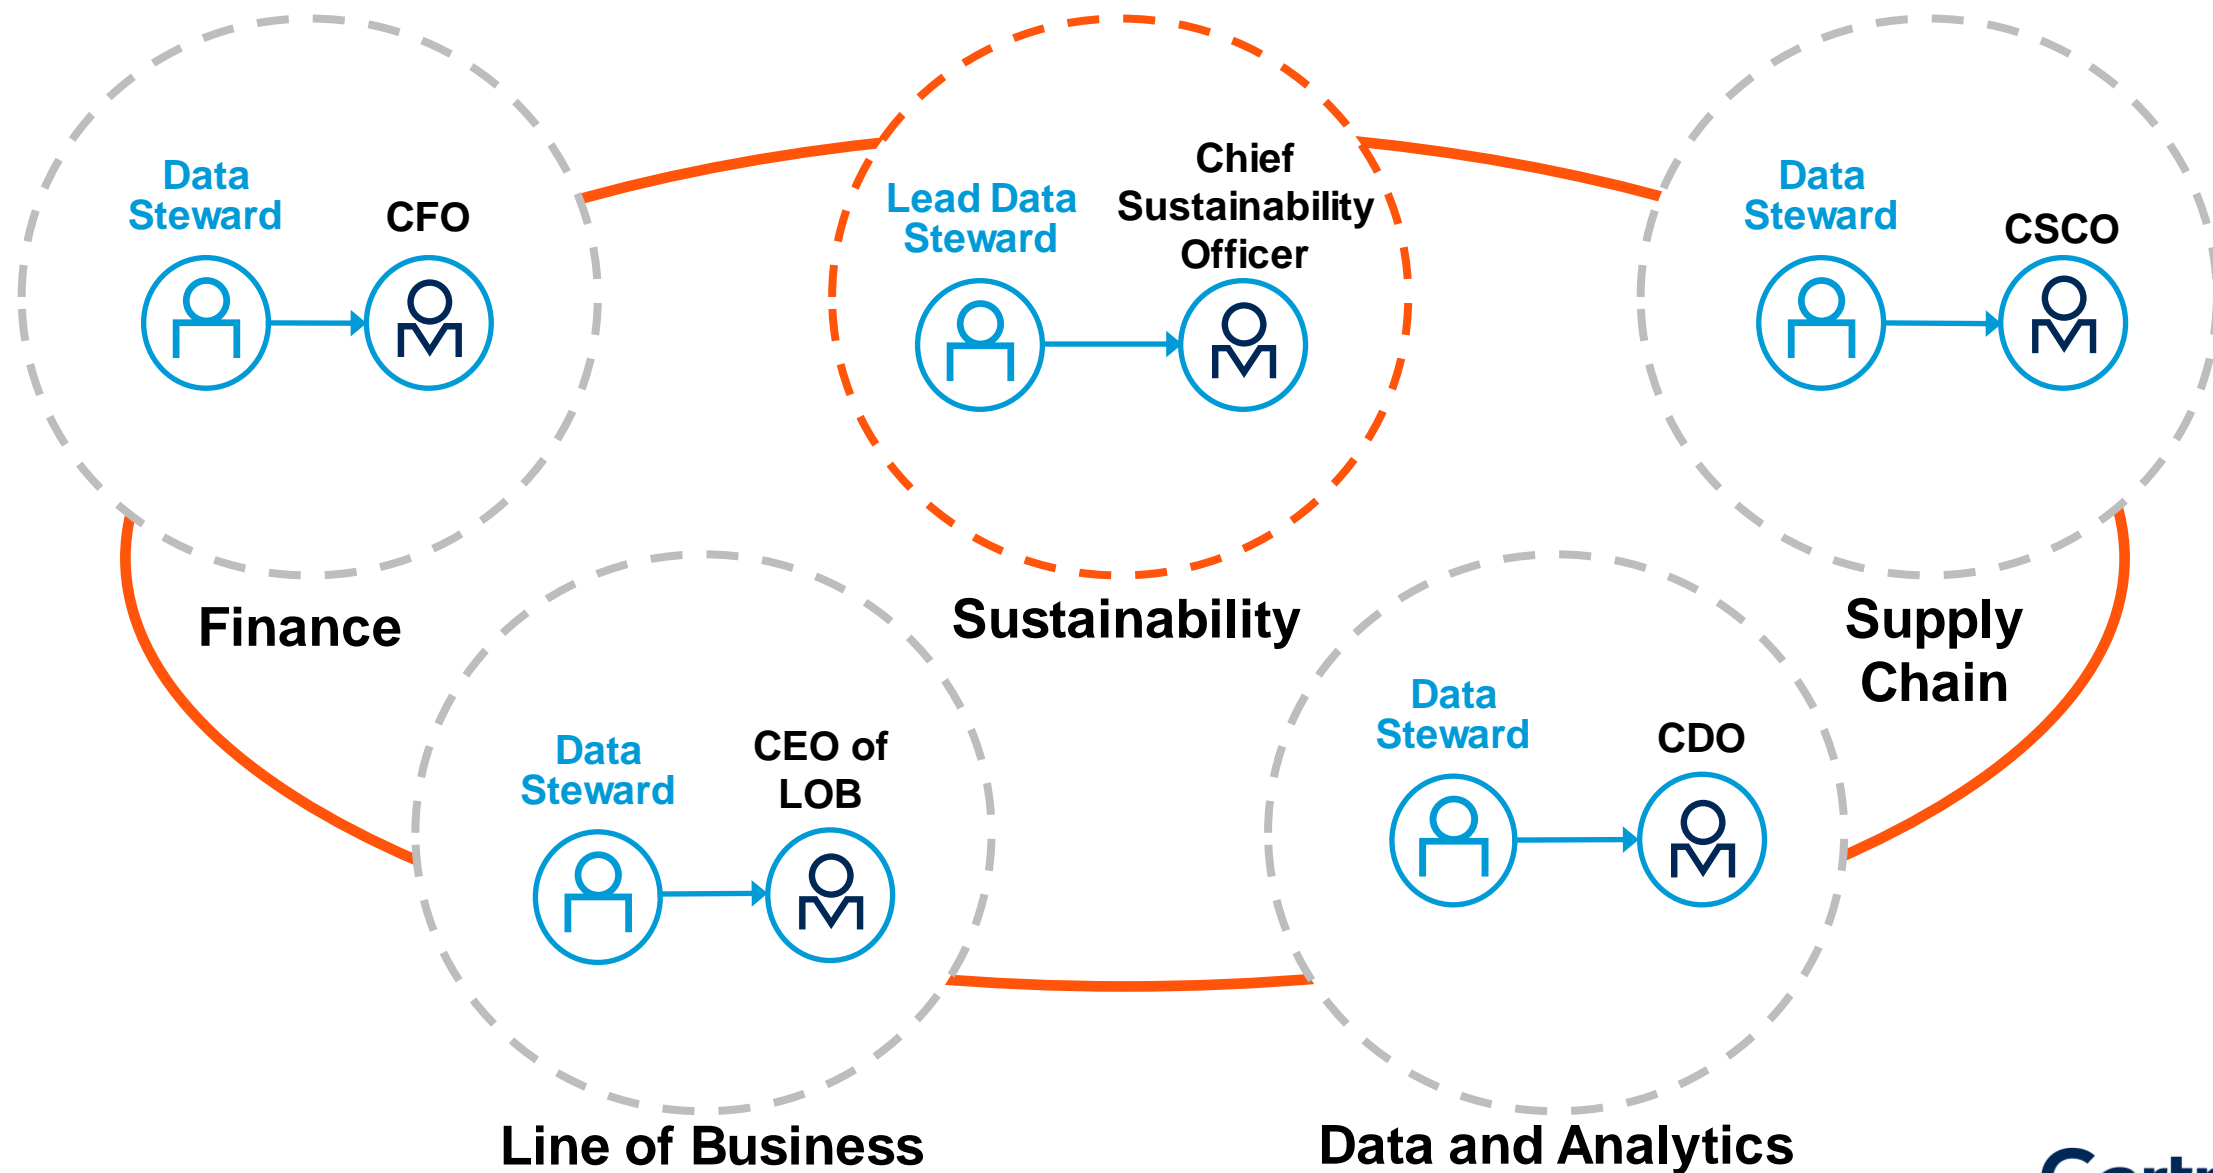 Data
Steward
CFO
Finance
Lead Data
Steward
Chief
Sustainability
Officer
Sustainability
Data
Steward
CSCO
Supply
Chain
Data
Steward
CEO of
LOB
Line of Business
Data
Steward
CDO
Data and Analytics